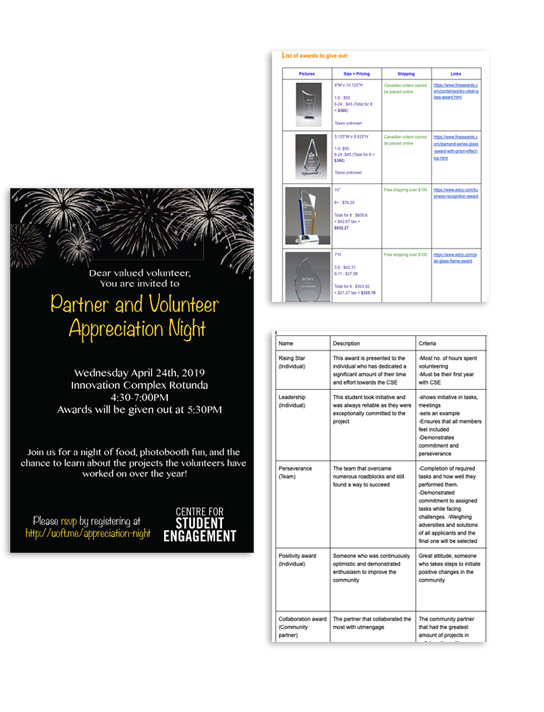 Dear valued volunteer,
You are invited to
Partner and Volunteer
Appreciation Night
Wednesday April 24th, 2019
Innovation Complex Rotunda
4:30-7:00PM
Awards will be given out at 5:30PM
Join us for a night of food, photobooth fun, and the
chance to learn about the projects the volunteers have
worked on over the year!
Please rsvp by registering at
http://uoft.me/appreciation-night
CENTRE FOR
STUDENT
ENGAGEMENT
List of awards to give out:
Pictures Size + Pricing Shipping Links
6"W x 10.125"H
1-5 : $50
6-24 : $45 (Total for 8
= $360)
Taxes unknown
Canadian orders cannot
be placed online
https://www.fineawards.c
om/contemporary-clear-g
lass-award.html
5.125"W x 8.625"H
1-5: $50
6-24: $45 (Total for 8 =
$360)
Taxes unknown
Canadian orders cannot
be placed online
https://www.fineawards.c
om/diamond-series-glass
-award-with-prism-effect-
top.html
10"
6+ : $76.20
Total for 8 : $609.6
+ $42.67 tax =
$652.27
Free shipping over $100
https://www.edco.com/bu
siness-recognition-award
7"H
3-5 : $42.31
6-11 : $37.99
Total for 8 : $303.92
+ $21.27 tax = $325.19
Free shipping over $100
https://www.edco.com/ja
de-glass-flame-award
Name Description Criteria
Rising Star
(Individual)
This award is presented to the
individual who has dedicated a
significant amount of their time
and effort towards the CSE
-Most no. of hours spent
volunteering
-Must be their first year
with CSE
Leadership
(Individual)
This student took initiative and
was always reliable as they were
exceptionally committed to the
project
-shows initiative in tasks,
meetings
-sets an example
-Ensures that all members
feel included
-Demonstrates
commitment and
perseverance
Perseverance
(Team)
The team that overcame
numerous roadblocks and still
found a way to succeed
-Completion of required
tasks and how well they
performed them.
-Demonstrated
commitment to assigned
tasks while facing
challenges. -Weighing
adversities and solutions
of all applicants and the
final one will be selected
Positivity award
(Individual)
Someone who was continuously
optimistic and demonstrated
enthusiasm to improve the
community
Great attitude, someone
who takes steps to initiate
positive changes in the
community
Collaboration award
(Community
partner)
The partner that collaborated the
most with utmengage
The community partner
that had the greatest
amount of projects in